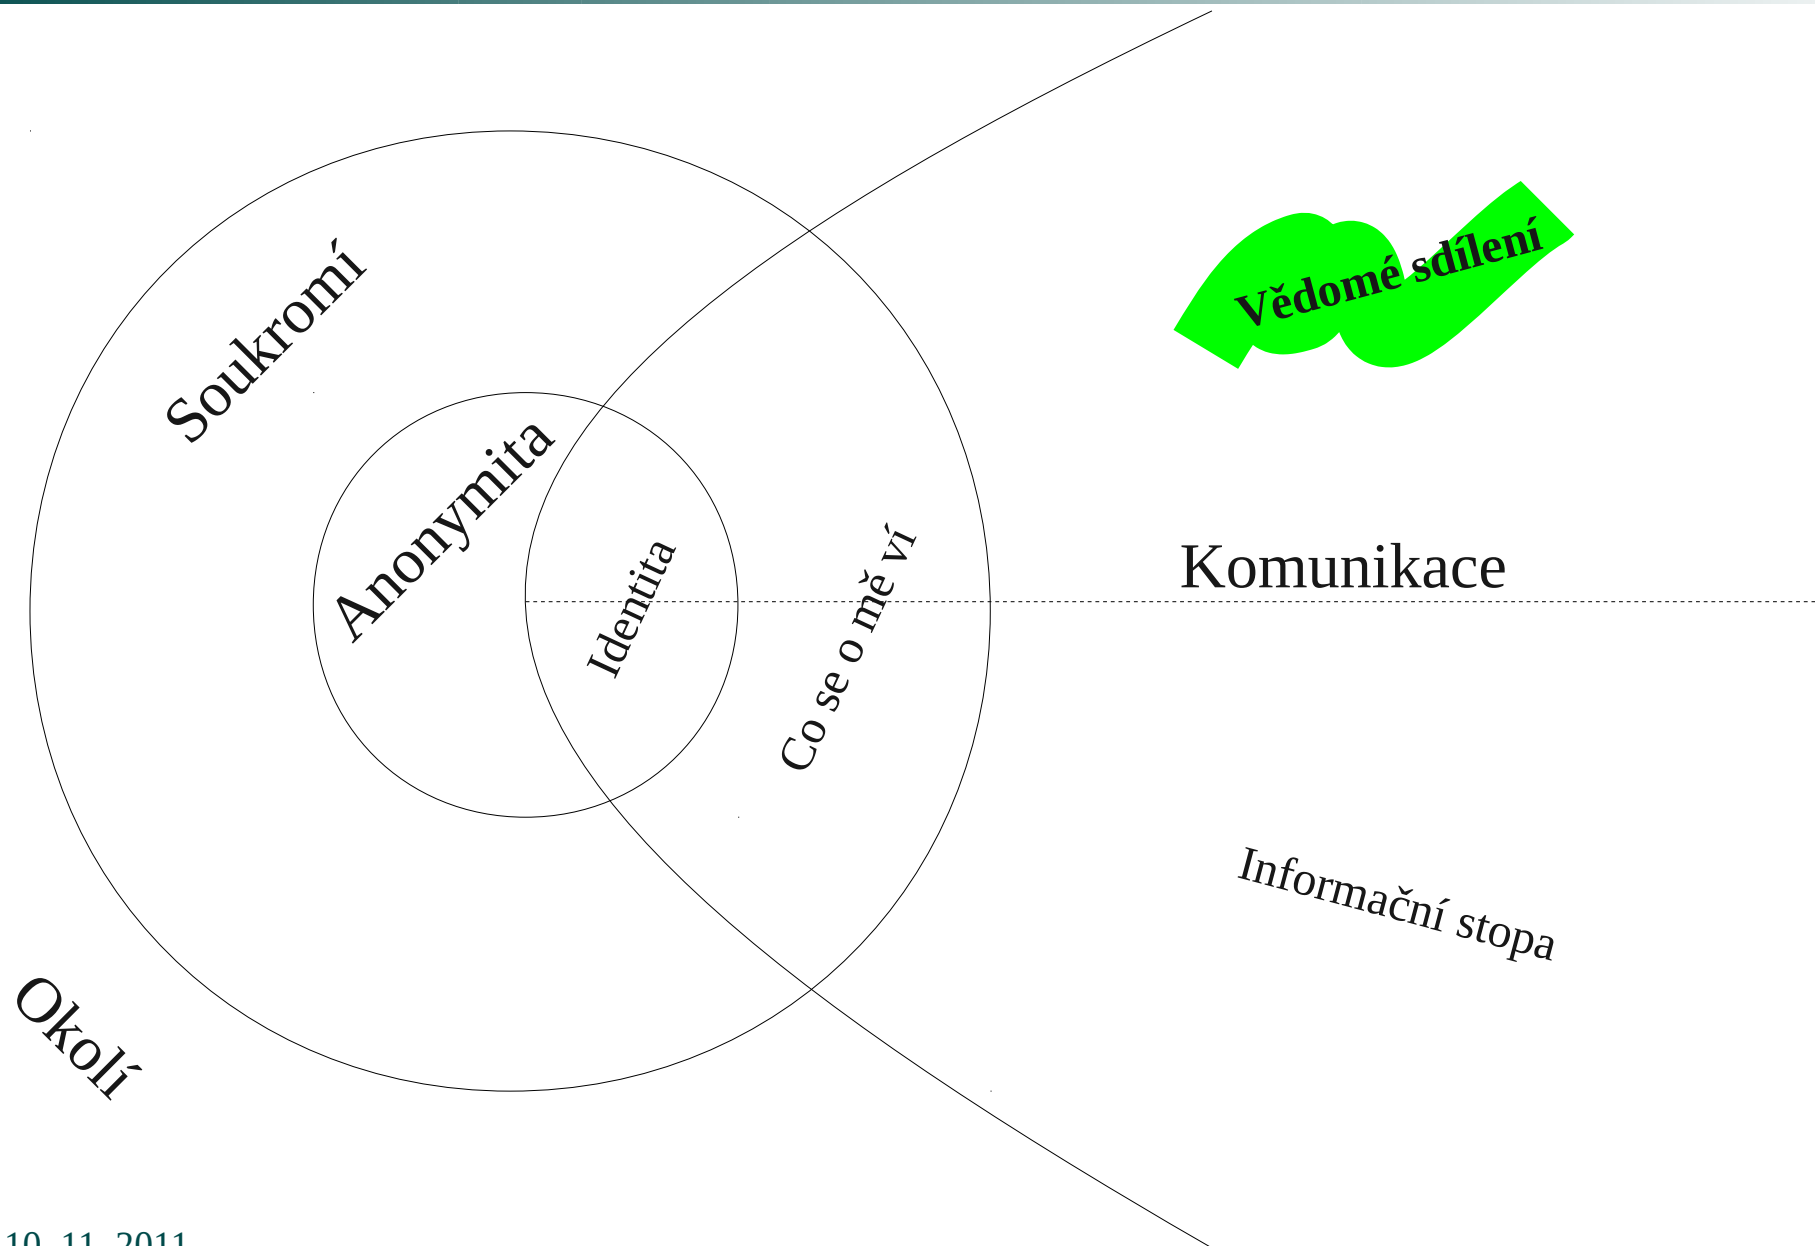 Vědomé sdílení
Soukromí
Anonymita
Identita
Co se o mě ví
Komunikace
Informační stopa
Okolí
10. 11. 2011